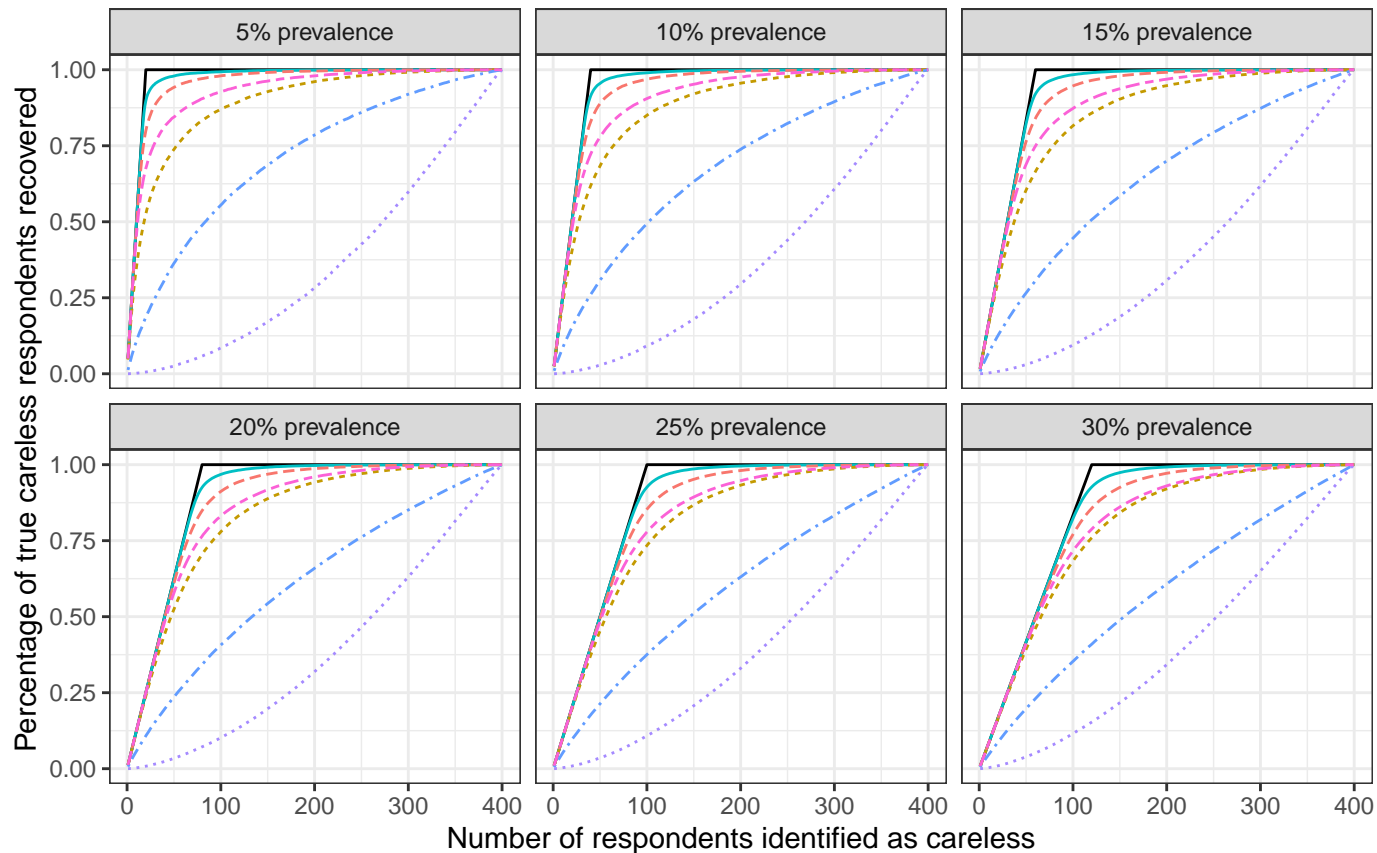 5% prevalence
10% prevalence
15% prevalence
1.00
0.75
0.50
0.25
0.00
20% prevalence
25% prevalence
30% prevalence
1.00
0.75
0.50
0.25
0.00
0 100 200 300 400
0 100 200 300 400
0 100 200 300 400
Number of respondents identified as careless
Percentage of true careless respondents recovered